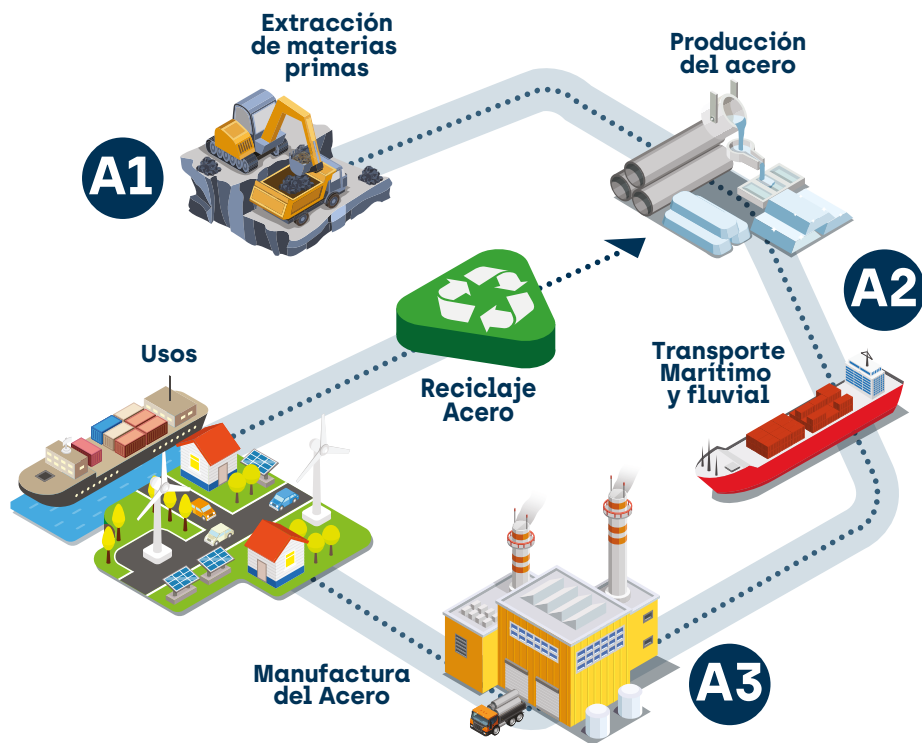 Extracción
de materias
primas
A1
Producción
del acero
A2
Transporte
Marítimo
y fluvial
Reciclaje
Acero
Usos
Manufactura
del Acero
A3